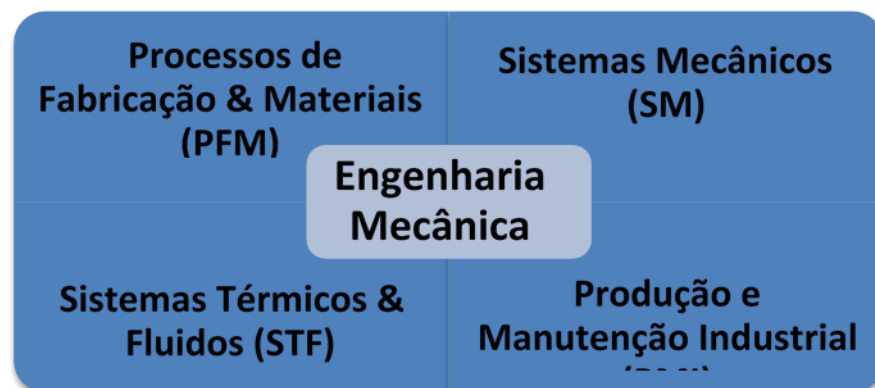 Processos de
Fabricação & Materiais
(PFM)
Sistemas Mecânicos
(SM)
Engenharia
Mecânica
Sistemas Térmicos &
Fluidos (STF)
Produção e
Manutenção Industrial